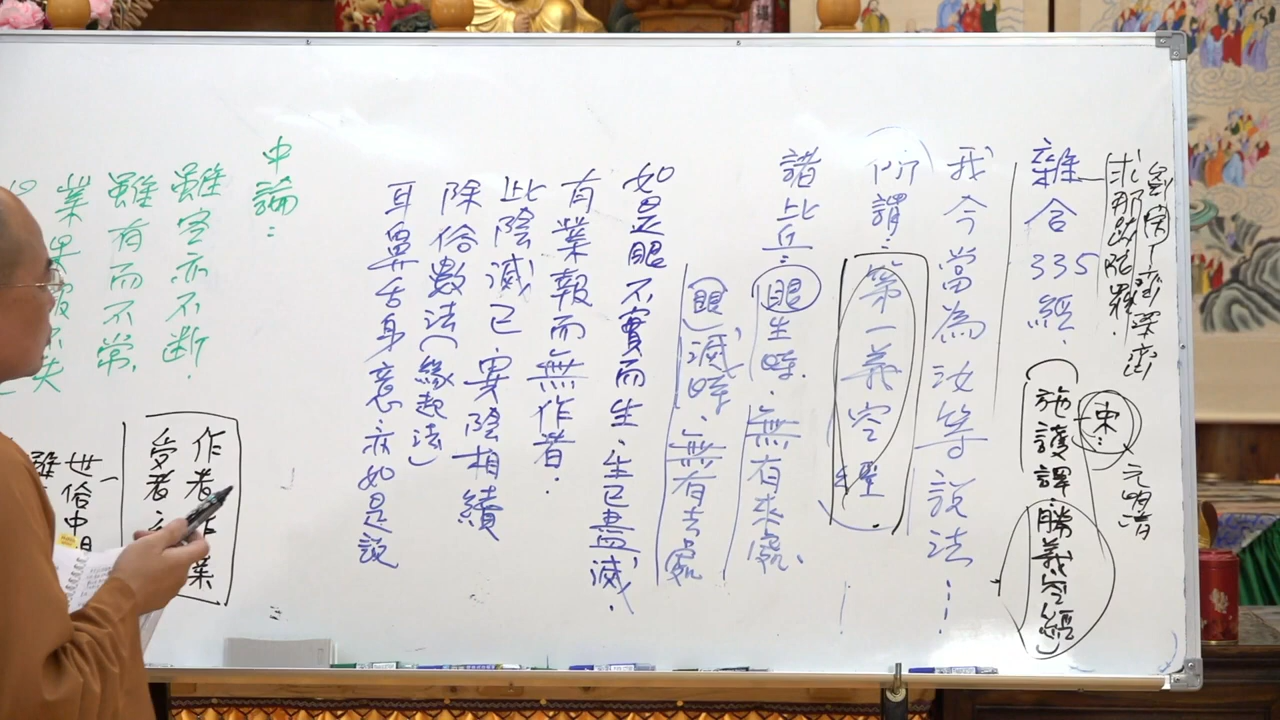 求那跋陀羅
雜含335經．
（施護譯．勝義空經）
宋．
元明清
我今當為汝等說法…
所謂：第一義空經
諸比丘：眼生時．無有來處、
眼滅時．無有去處
如是眼不實而生．生已盡滅．
有業報而無作者．
此陰滅已．異陰相續
除俗數法（緣起法）
耳鼻舌身意亦如是說
中論：
雖空亦不斷．
雖有而不常．
業果報不失
作者作業
受者
世俗中
雖